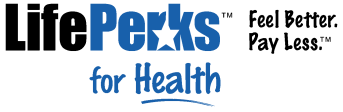 LifePerks™
for Health
Feel Better.
Pay Less.™